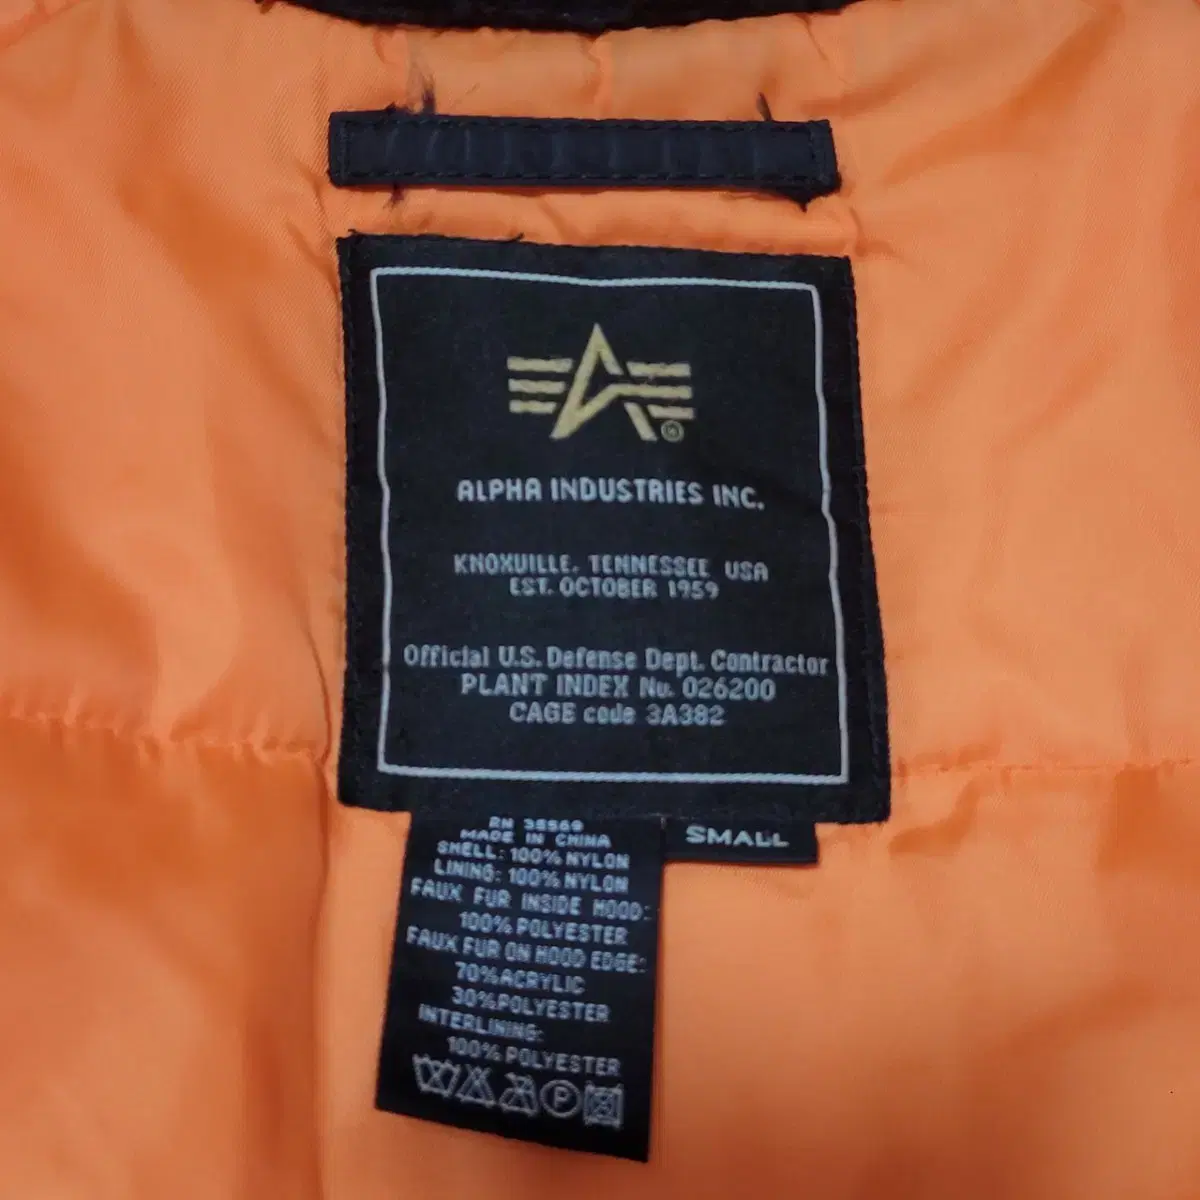 ALPHA INDUSTRIES INC.
KNOXVILLE, TENNESSEE USA
EST. OCTOBER 1959
Official U.S. Defense Dept. Contractor
PLANT INDEX No. 026200
CAGE code 3A382
SMALL
RN 35569
MADE IN CHINA
SHELL: 100% NYLON
LINING: 100% NYLON
FAUX FUR INSIDE HOOD:
100% POLYESTER
FAUX FUR ON HOOD EDGE:
70% ACRYLIC
30% POLYESTER
INTERLINING:
100% POLYESTER
P